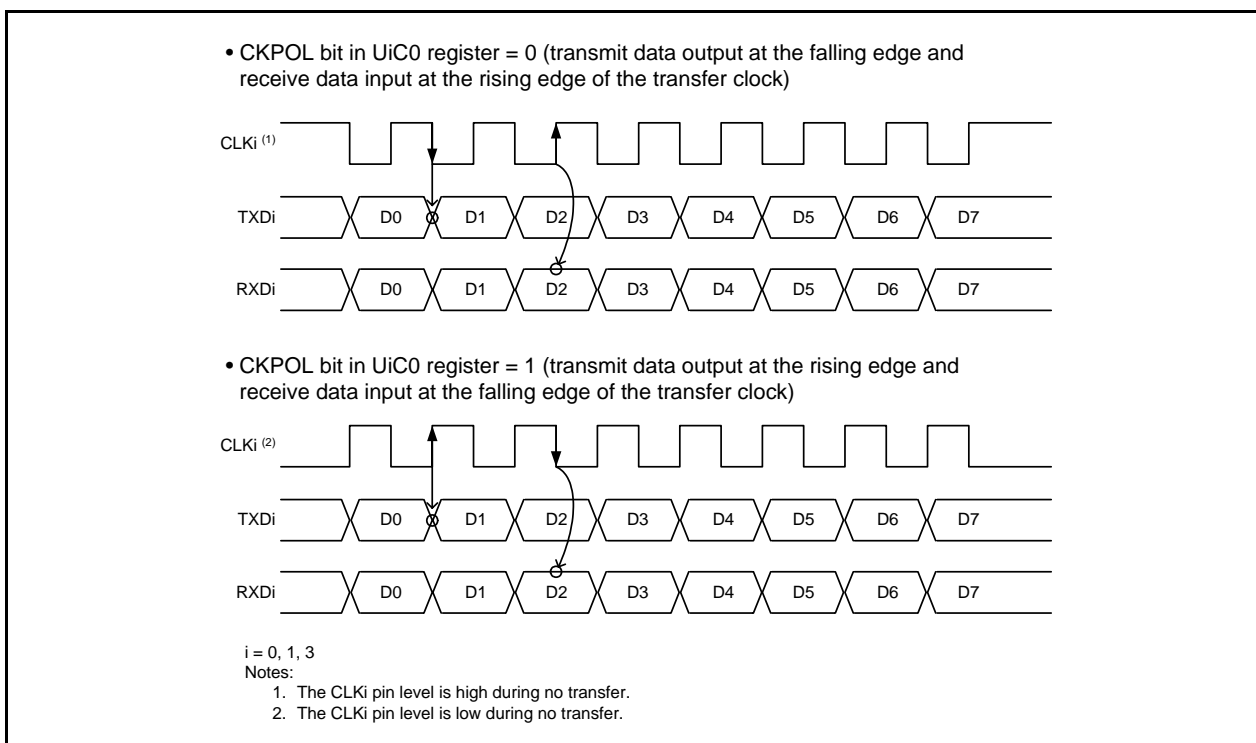 • CKPOL bit in UiC0 register = 0 (transmit data output at the falling edge and
receive data input at the rising edge of the transfer clock)
CLKi (1)
TXDi D0 D1 D2 D3 D4 D5 D6 D7
RXDi D0 D1 D2 D3 D4 D5 D6 D7
• CKPOL bit in UiC0 register = 1 (transmit data output at the rising edge and
receive data input at the falling edge of the transfer clock)
CLKi (2)
TXDi D0 D1 D2 D3 D4 D5 D6 D7
RXDi D0 D1 D2 D3 D4 D5 D6 D7
i = 0, 1, 3
Notes:
1. The CLKi pin level is high during no transfer.
2. The CLKi pin level is low during no transfer.